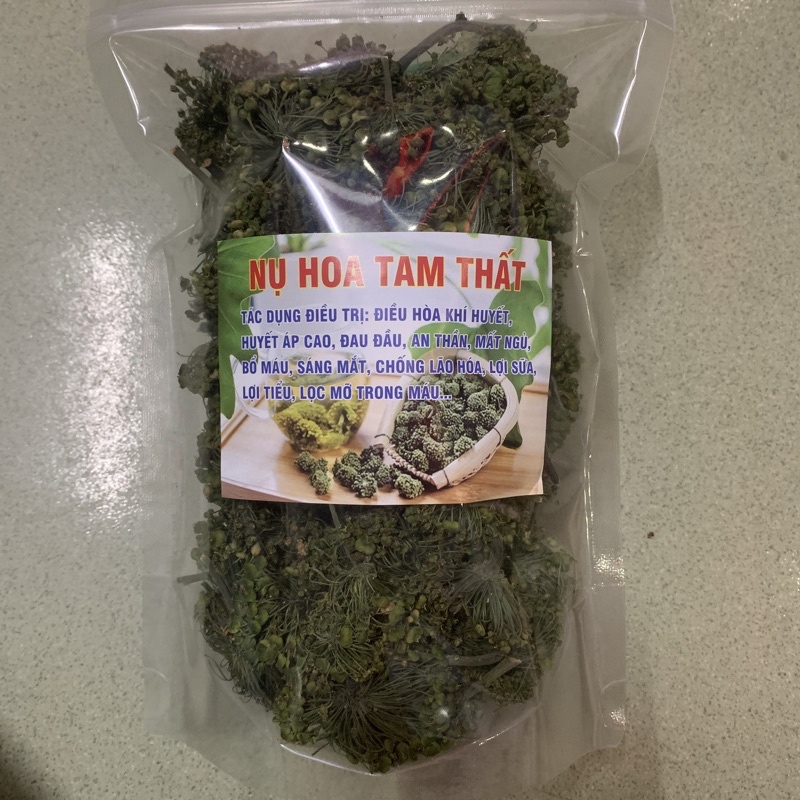 NỤ HOA TAM THẤT
TÁC DỤNG ĐIỀU TRỊ: ĐIỀU HÒA KHÍ HUYẾT,
HUYẾT ÁP CAO, ĐAU ĐẦU, AN THẦN, MẤT NGỦ,
BỔ MÁU, SÁNG MẮT, CHỐNG LÃO HÓA, LỢI SỮA,
LỢI TIỂU, LỌC MỠ TRONG MÁU...